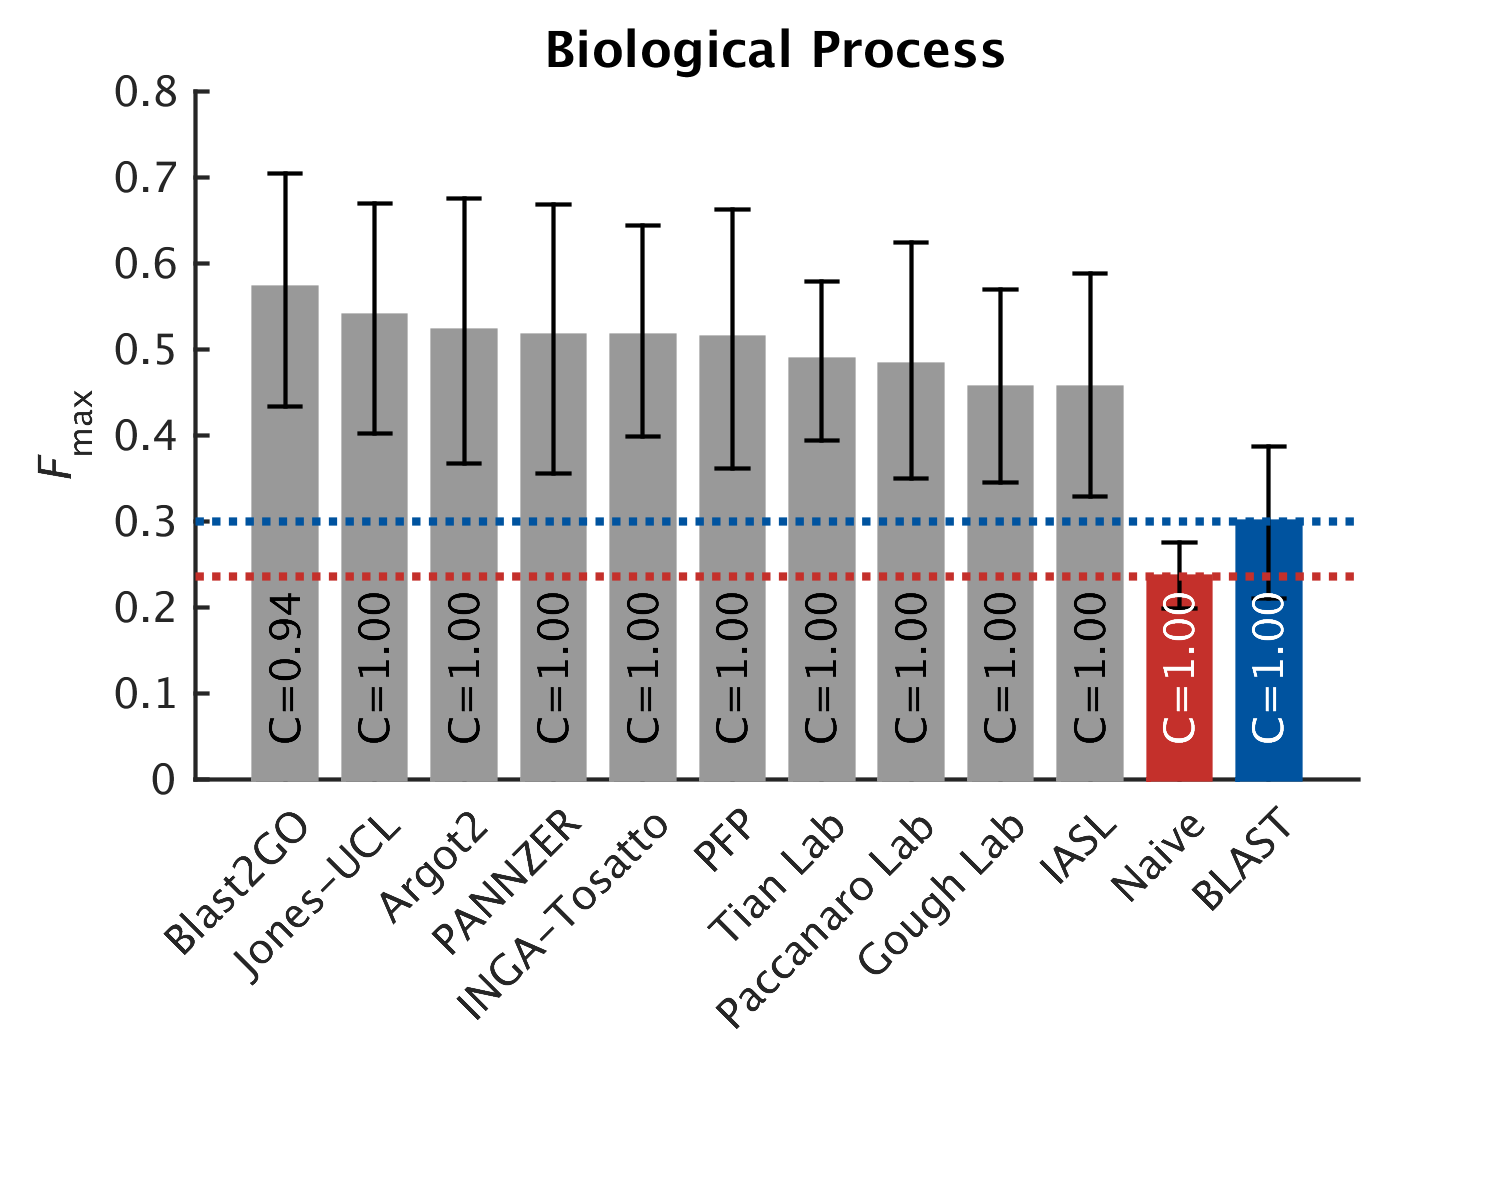 Biological Process
0.8
0.7
0.6
0.5
0.4
0.3
0.2
0.1
0
Fmax
C=0.94
C=1.00
C=1.00
C=1.00
C=1.00
C=1.00
C=1.00
C=1.00
C=1.00
C=1.00
C=1.00
C=1.00
Blast2GO
Jones-UCL
Argot2
PANNZER
INGA-Tosatto
PFP
Tian Lab
Paccanaro Lab
Gough Lab
IASL
Naive
BLAST